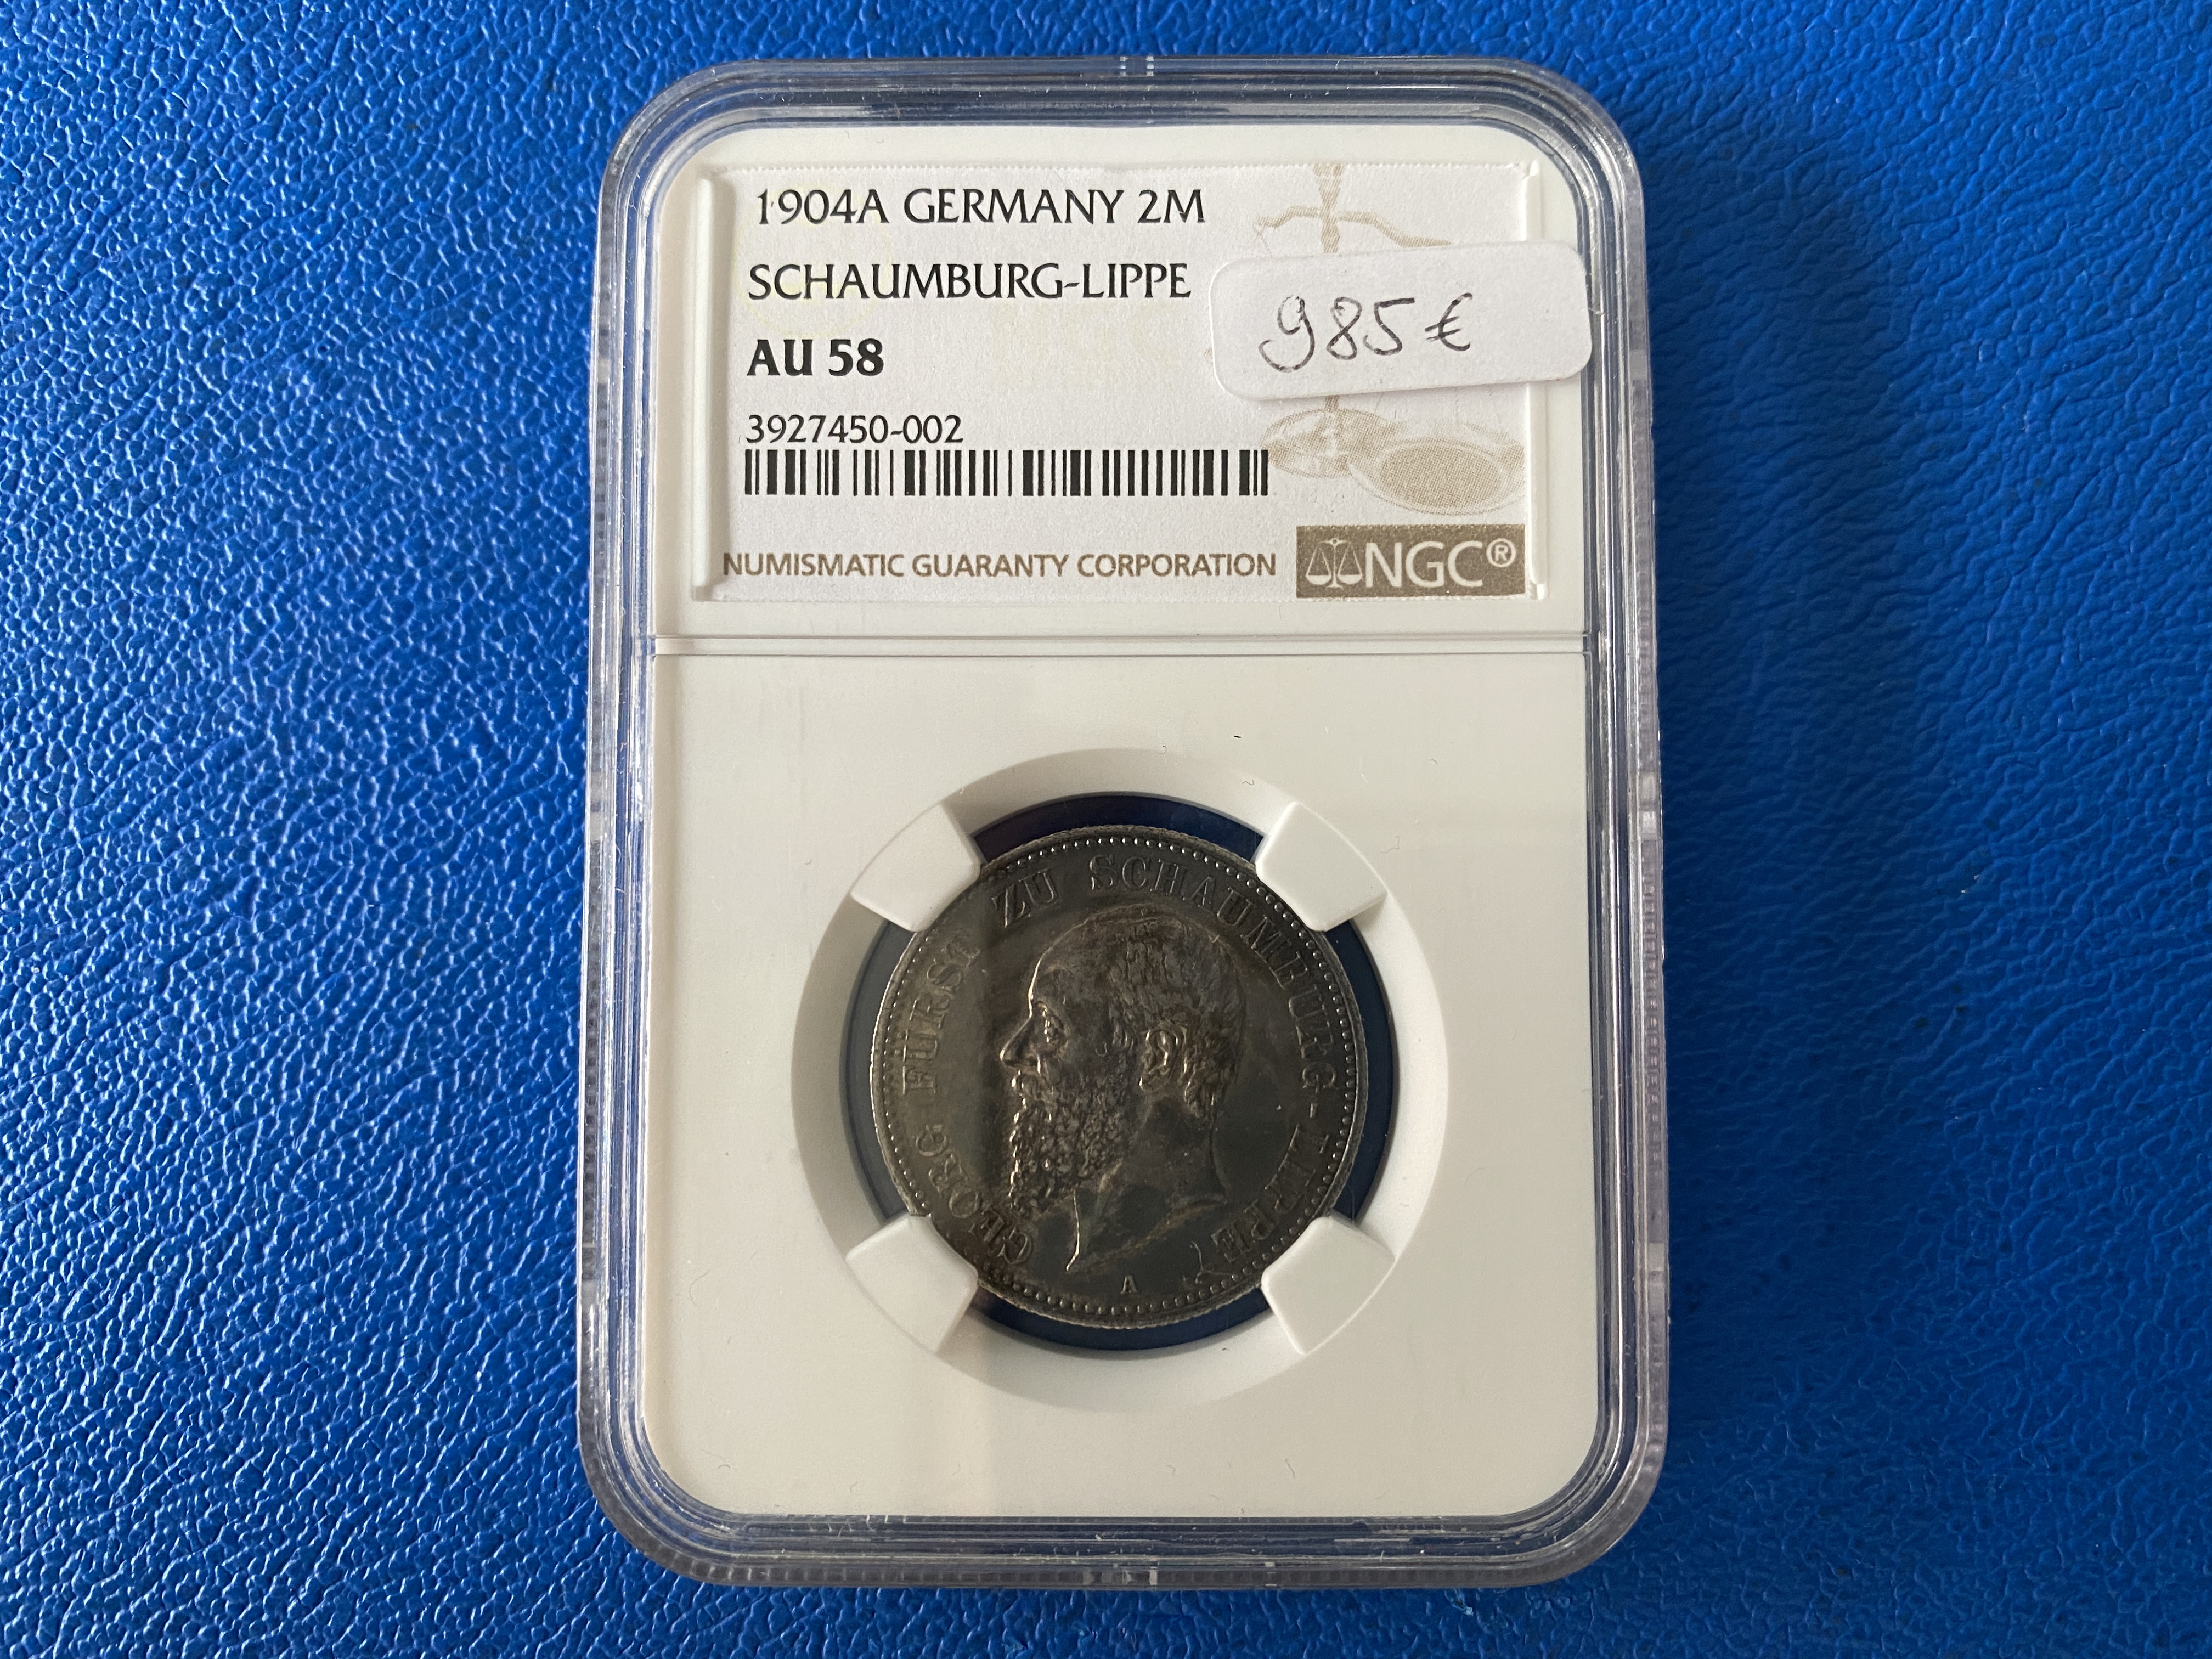 1904A GERMANY 2M
SCHAUMBURG-LIPPE
985€
AU 58
3927450-002
NUMISMATIC GUARANTY CORPORATION NGC®
GEORG FÜRST ZU SCHAUMBURG-LIPPE
A